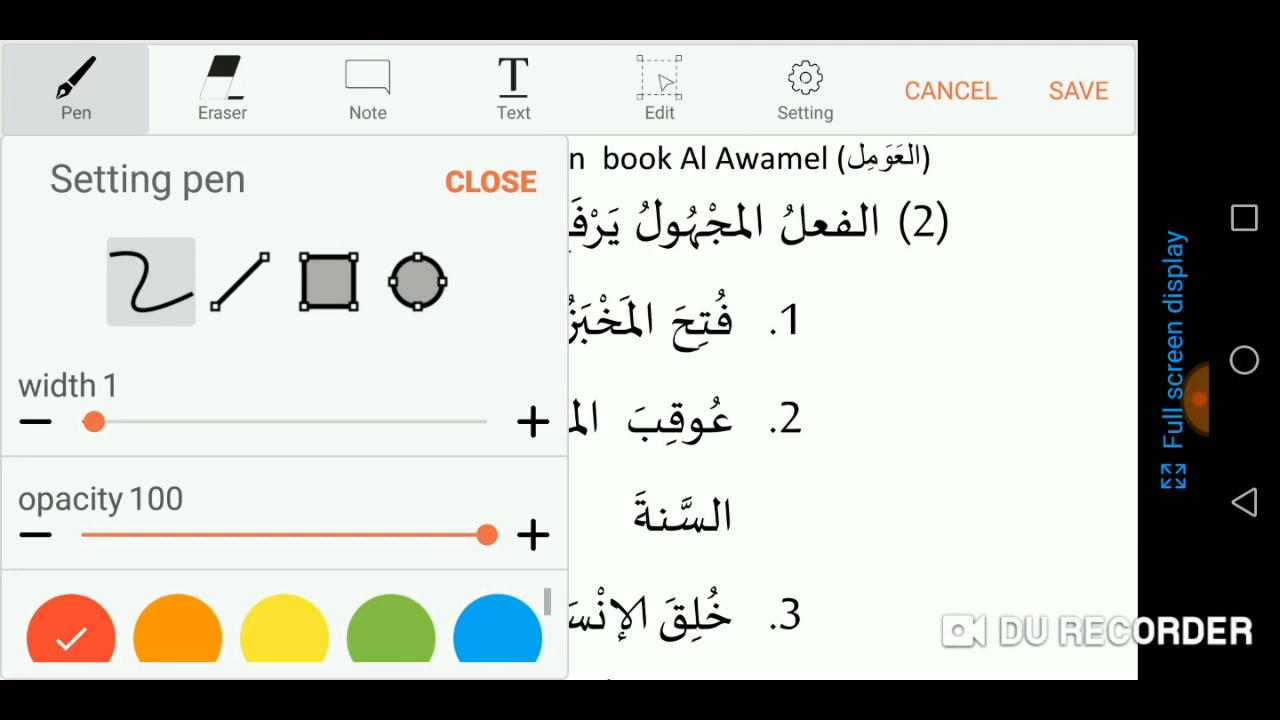 Pen
Eraser
Note
Text
Edit
Setting
CANCEL
SAVE
Setting pen
CLOSE
width 1
opacity 100
book Al Awamel (العَوَمِل)
(2) الفعلُ المجْهُولُ
1. فُتِحَ المَخْبَزُ
2. عُوقِبَ
السَّنةَ
3. خُلِقَ
Full screen display
DU RECORDER